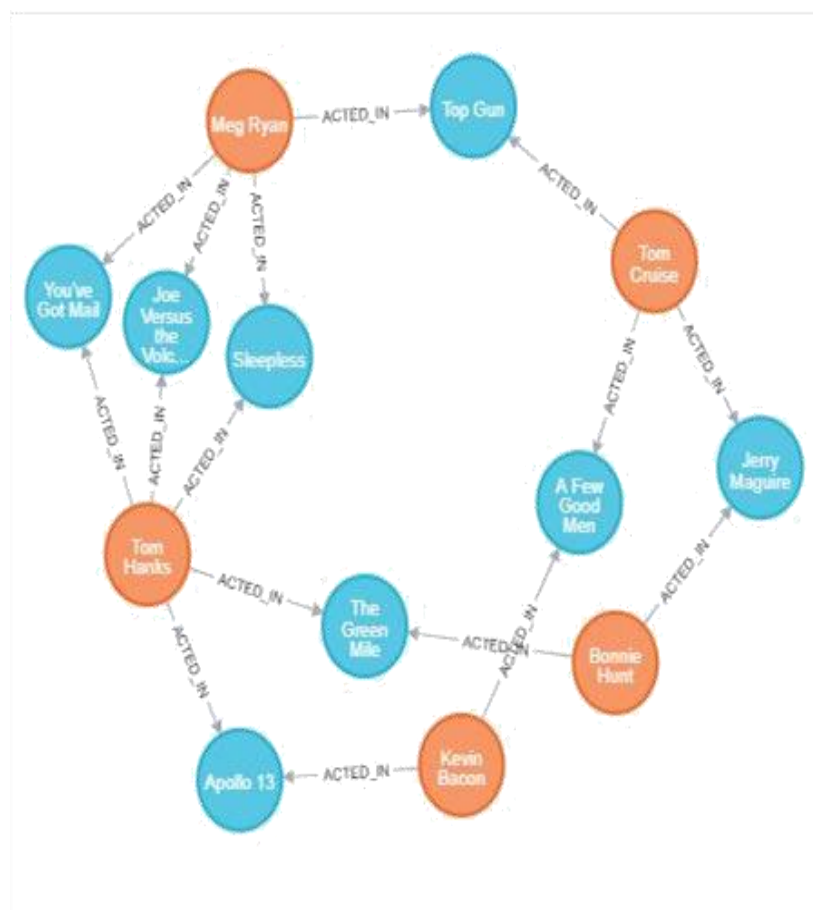 Meg Ryan
ACTED_IN
Top Gun
ACTED_IN
ACTED_IN
ACTED_IN
ACTED_IN
Tom
Cruise
You've
Got Mail
Joe
Versus
the
Volc...
Sleepless
ACTED_IN
ACTED_IN
ACTED_IN
ACTED_IN
ACTED_IN
A Few
Good
Men
Jerry
Maguire
Tom
Hanks
ACTED_IN
The
Green
Mile
ACTED_IN
ACTED_IN
ACTED_IN
Bonnie
Hunt
ACTED_IN
Apollo 13
ACTED_IN
Kevin
Bacon